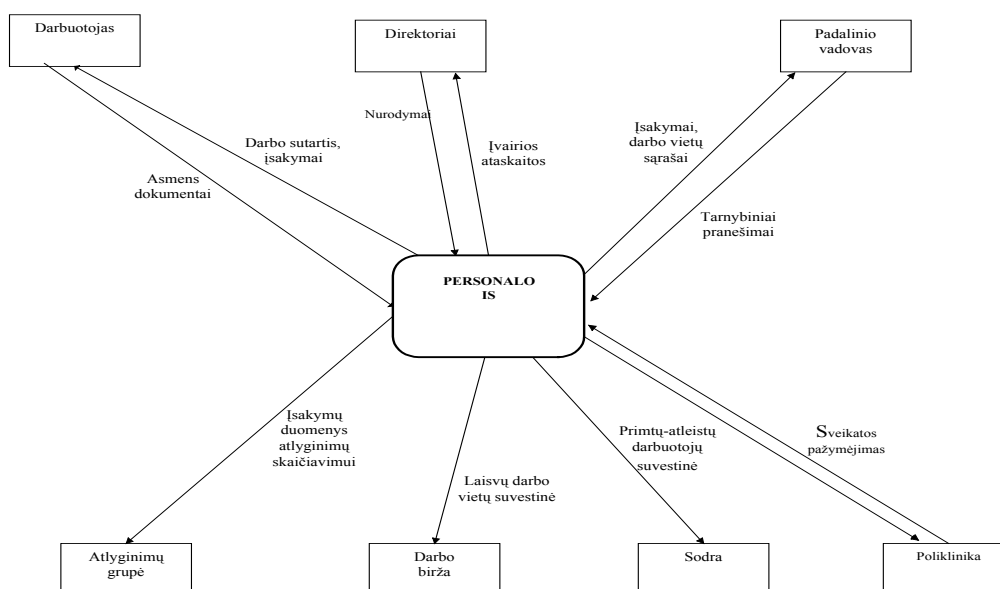 Darbuotojas
Direktoriai
Padalinio
vadovas
Nurodymai
Įvairios
ataskaitos
Įsakymai,
darbo vietų
sąrašai
Darbo sutartis,
įsakymai
Asmens
dokumentai
Tarnybiniai
pranešimai
PERSONALO
IS
Įsakymų
duomenys
atlyginimų
skaičiavimui
Laisvų darbo
vietų suvestinė
Primtų-atleistų
darbuotojų
suvestinė
Sveikatos
pažymėjimas
Atlyginimų
grupė
Darbo
birža
Sodra
Poliklinika